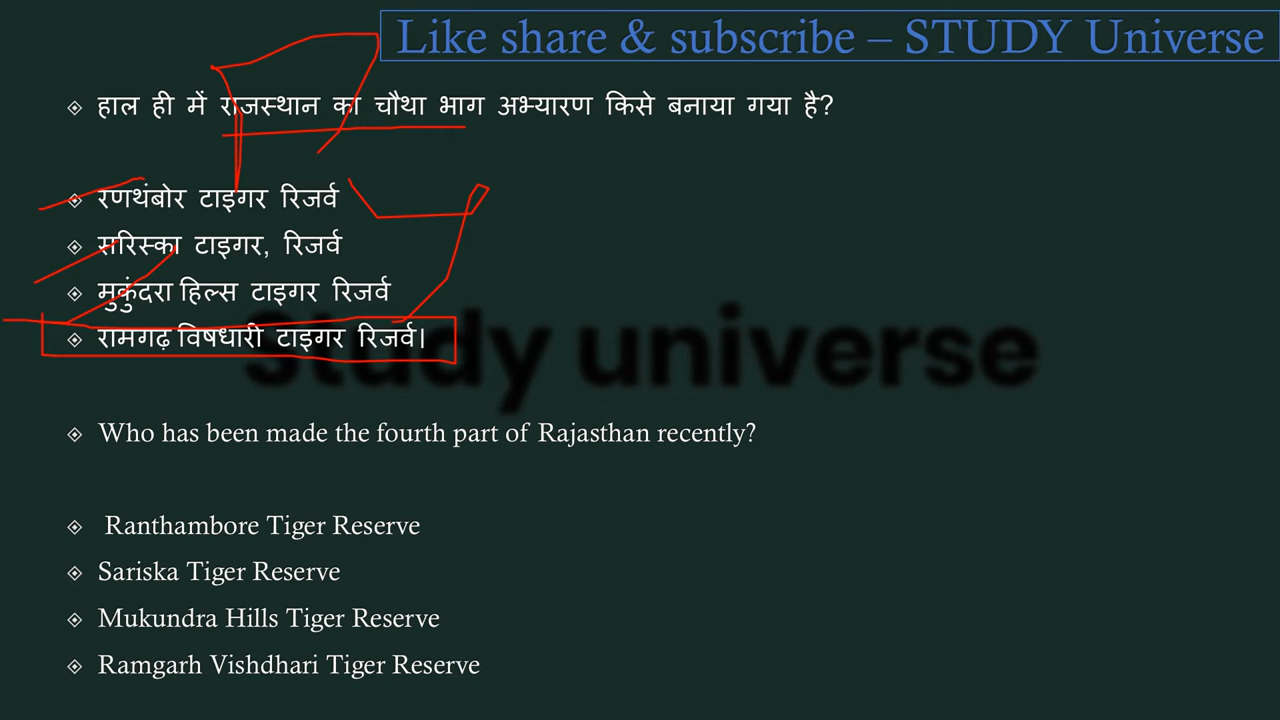 Like share & subscribe – STUDY Universe
हाल ही में राजस्थान का चौथा भाग अभ्यारण किसे बनाया गया है?
रणथंबोर टाइगर रिजर्व
सरिस्का टाइगर, रिजर्व
मुकुंदरा हिल्स टाइगर रिजर्व
रामगढ़ विषधारी टाइगर रिजर्व।
Study universe
Who has been made the fourth part of Rajasthan recently?
Ranthambore Tiger Reserve
Sariska Tiger Reserve
Mukundra Hills Tiger Reserve
Ramgarh Vishdhari Tiger Reserve